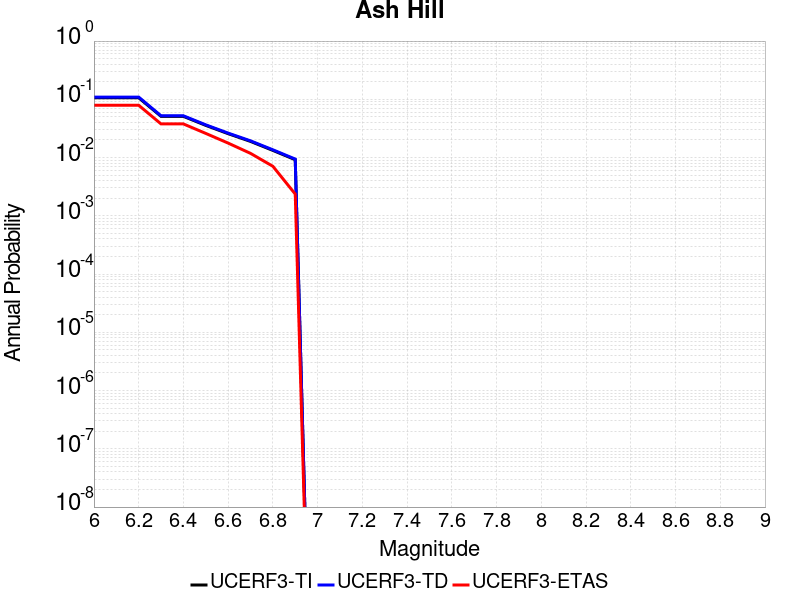 Ash Hill
10^0
10^-1
10^-2
10^-3
10^-4
10^-5
10^-6
10^-7
10^-8
Annual Probability
6 6.2 6.4 6.6 6.8 7 7.2 7.4 7.6 7.8 8 8.2 8.4 8.6 8.8 9
Magnitude
UCERF3-TI UCERF3-TD UCERF3-ETAS